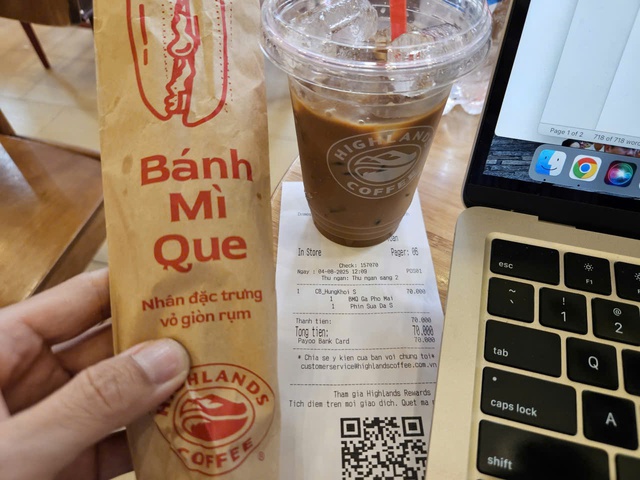 Bánh
Mì
Que
Nhân đặc trưng
vỏ giòn rụm
HIGHLANDS
COFFEE
®
HIGHLANDS
COFFEE
In Store
Pager: 05
Check: 157079
Ngay : 04-08-2025 12:09 POS01
Thu ngan: Thu ngan sang 2
1 CB_HungKhoi S 70.000
1 BMQ Ga Pho Mai
1 Phin Sua Da S
Thanh tien: 70.000
Tong tien: 70.000
Payoo Bank Card 70.000
* Chia se y kien cua ban voi chung toi*
customerservice@highlandscoffee.com.vn
Tham gia Highlands Rewards
Tich diem tren moi giao dich. Quet ma
Page 1 of 2 718 of 718 words
esc
F1
F2
~
`
!
1
@
2
tab
Q
caps lock
A
shift